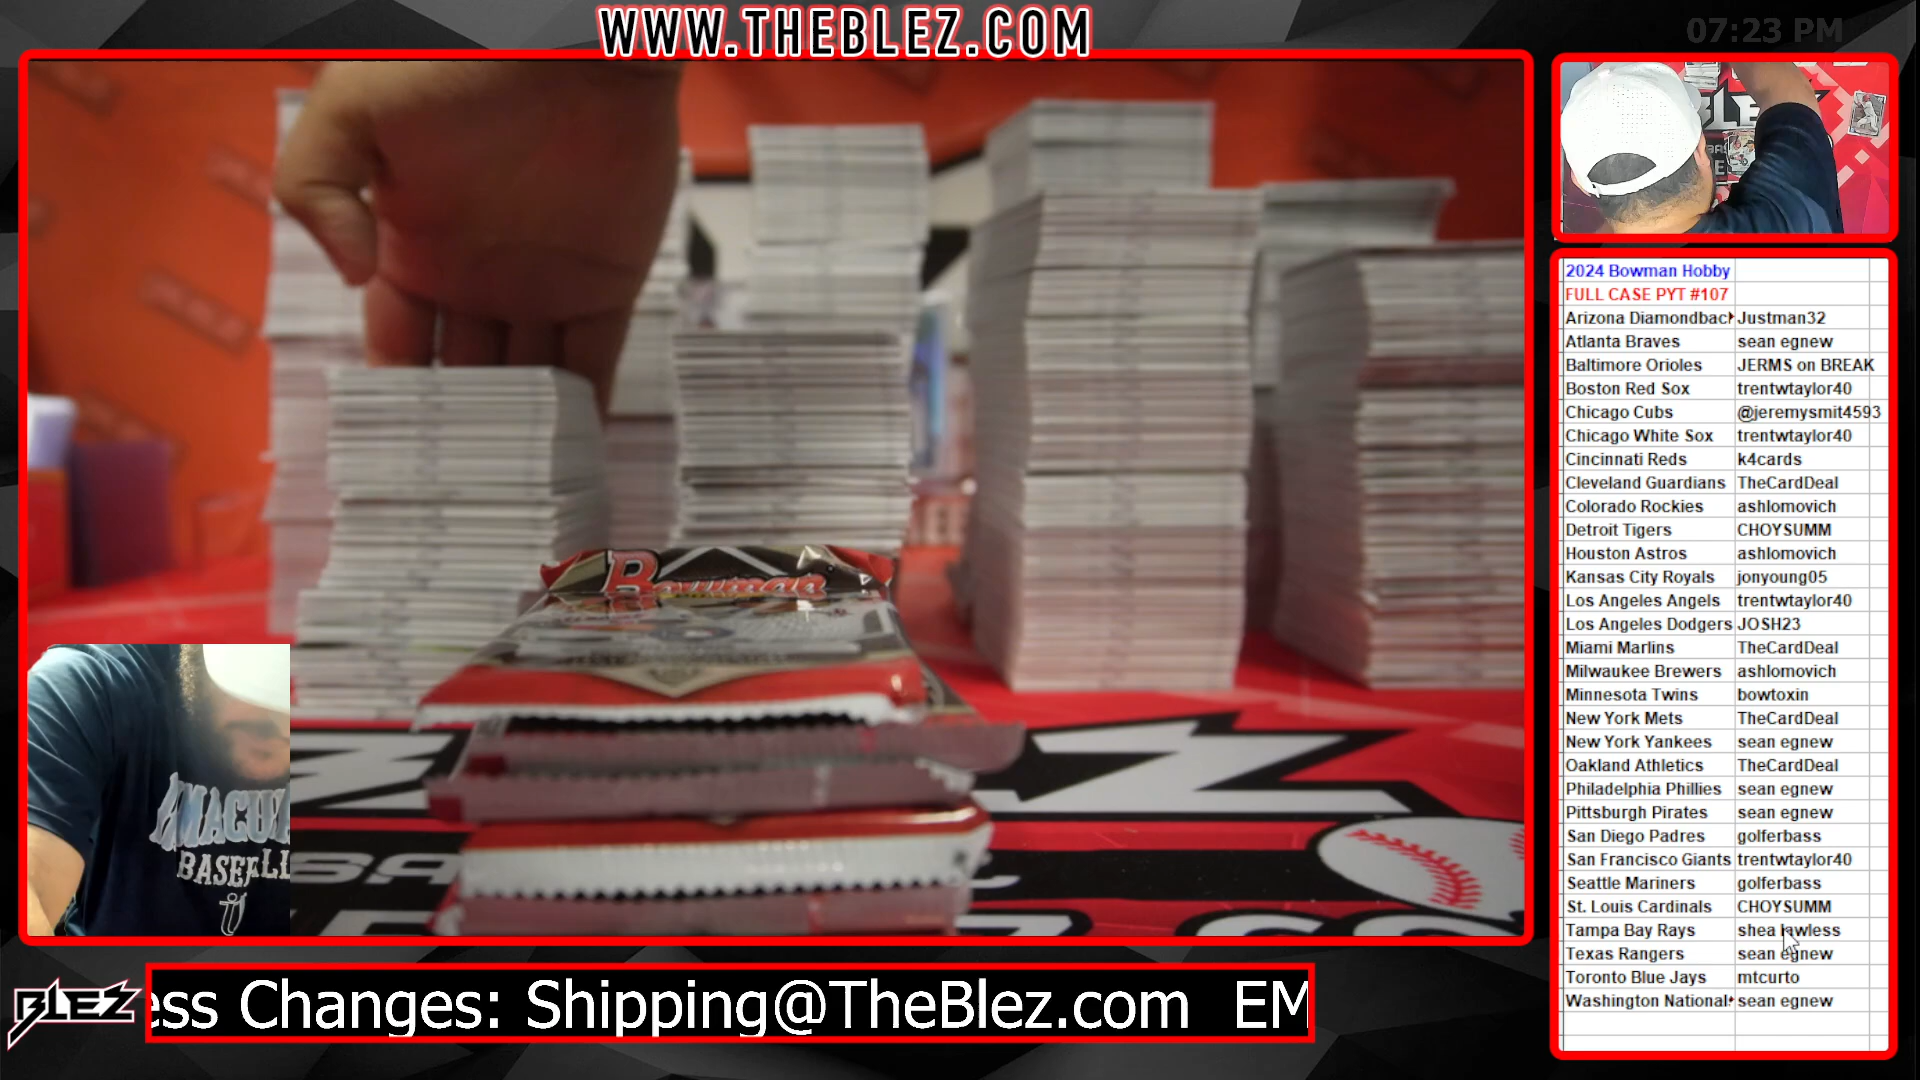 WWW.THEBLEZ.COM
07:23 PM
BLE
2024 Bowman Hobby
FULL CASE PYT #107
Arizona Diamondback Justman32
Atlanta Braves sean egnew
Baltimore Orioles JERMS on BREAK
Boston Red Sox trentwtaylor40
Chicago Cubs @jeremysmit4593
Chicago White Sox trentwtaylor40
Cincinnati Reds k4cards
Cleveland Guardians TheCardDeal
Colorado Rockies ashlomovich
Detroit Tigers CHOYSUMM
Houston Astros ashlomovich
Kansas City Royals jonyoung05
Los Angeles Angels trentwtaylor40
Los Angeles Dodgers JOSH23
Miami Marlins TheCardDeal
Milwaukee Brewers ashlomovich
Minnesota Twins bowtoxin
New York Mets TheCardDeal
New York Yankees sean egnew
Oakland Athletics TheCardDeal
Philadelphia Phillies sean egnew
Pittsburgh Pirates sean egnew
San Diego Padres golferbass
San Francisco Giants trentwtaylor40
Seattle Mariners golferbass
St. Louis Cardinals CHOYSUMM
Tampa Bay Rays shea lawless
Texas Rangers sean egnew
Toronto Blue Jays mtcurto
Washington National sean egnew
Bowman
MACU
BASEBALL
BLEZ
ess Changes: Shipping@TheBlez.com EM